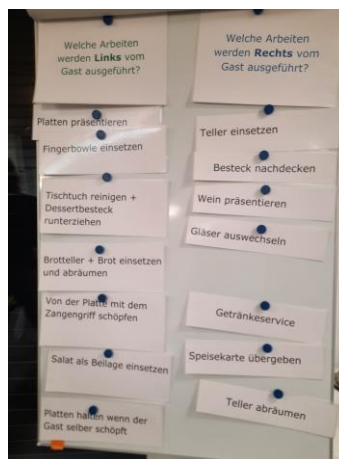 Welche Arbeiten
werden Links vom
Gast ausgeführt?
Platten präsentieren
Fingerbowle einsetzen
Tischtuch reinigen +
Dessertbesteck
runterziehen
Brotteller + Brot einsetzen
und abräumen
Von der Platte mit dem
Zangengriff schöpfen
Salat als Beilage einsetzen
Platten halten wenn der
Gast selber schöpft
Welche Arbeiten
werden Rechts vom
Gast ausgeführt?
Teller einsetzen
Besteck nachdecken
Wein präsentieren
Gläser auswechseln
Getränkeservice
Speisekarte übergeben
Teller abräumen